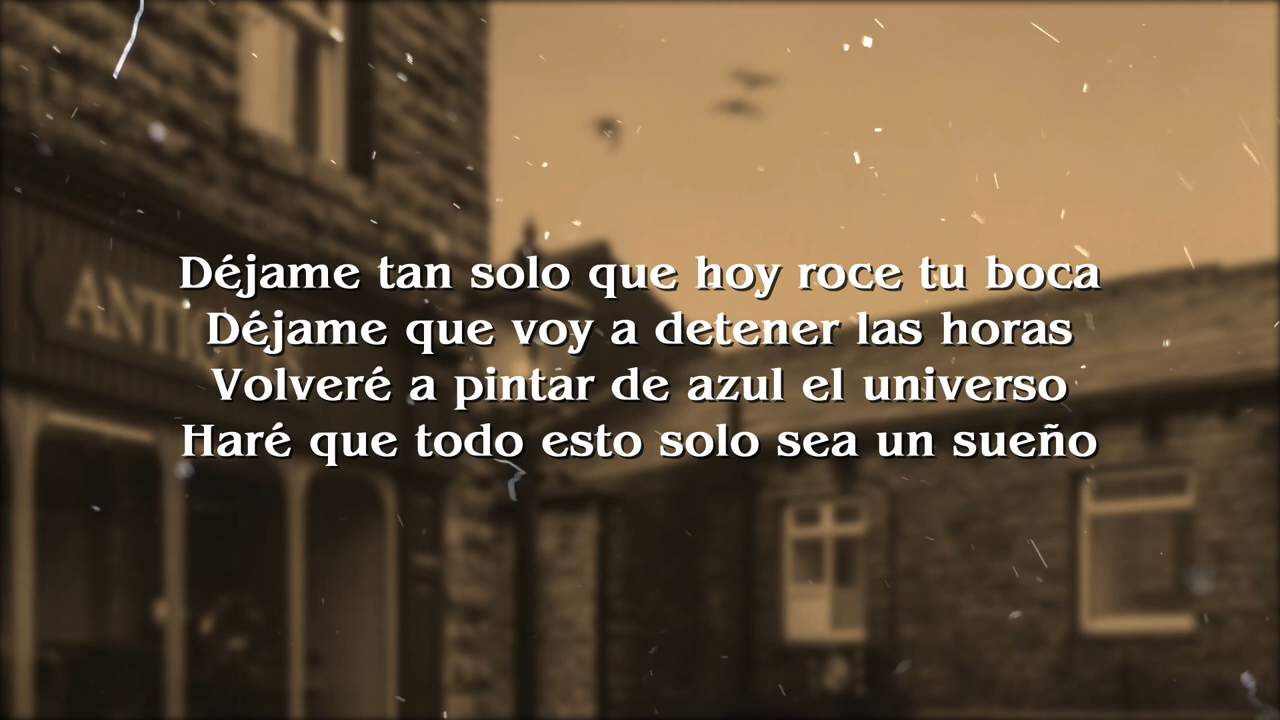 Déjame tan solo que hoy roce tu boca
Déjame que voy a detener las horas
Volveré a pintar de azul el universo
Haré que todo esto solo sea un sueño